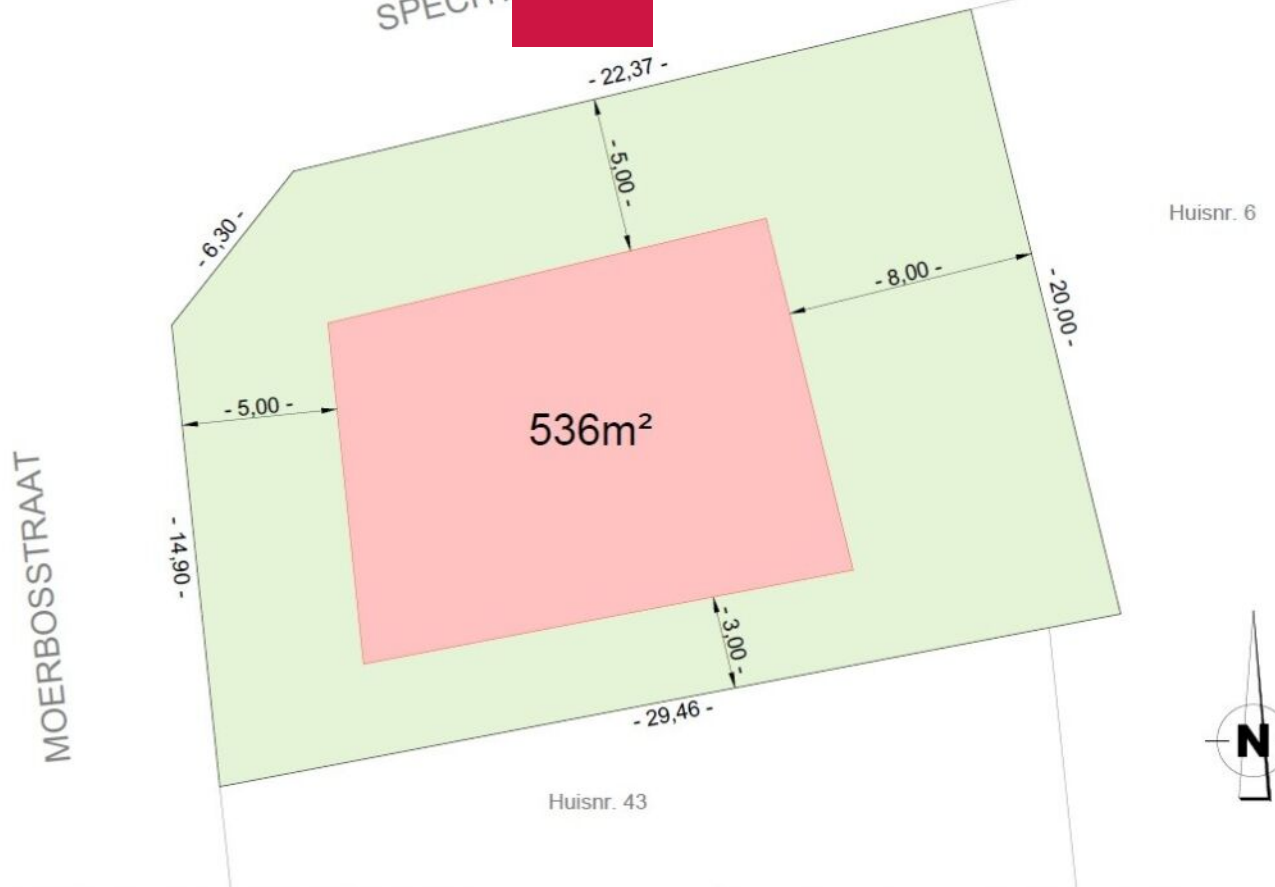 - 22,37 -
- 5,00 -
- 6,30 -
Huisnr. 6
- 8,00 -
- 20,00 -
- 5,00 -
536m²
MOERBOSSTRAAT
- 14,90 -
- 3,00 -
- 29,46 -
N
Huisnr. 43